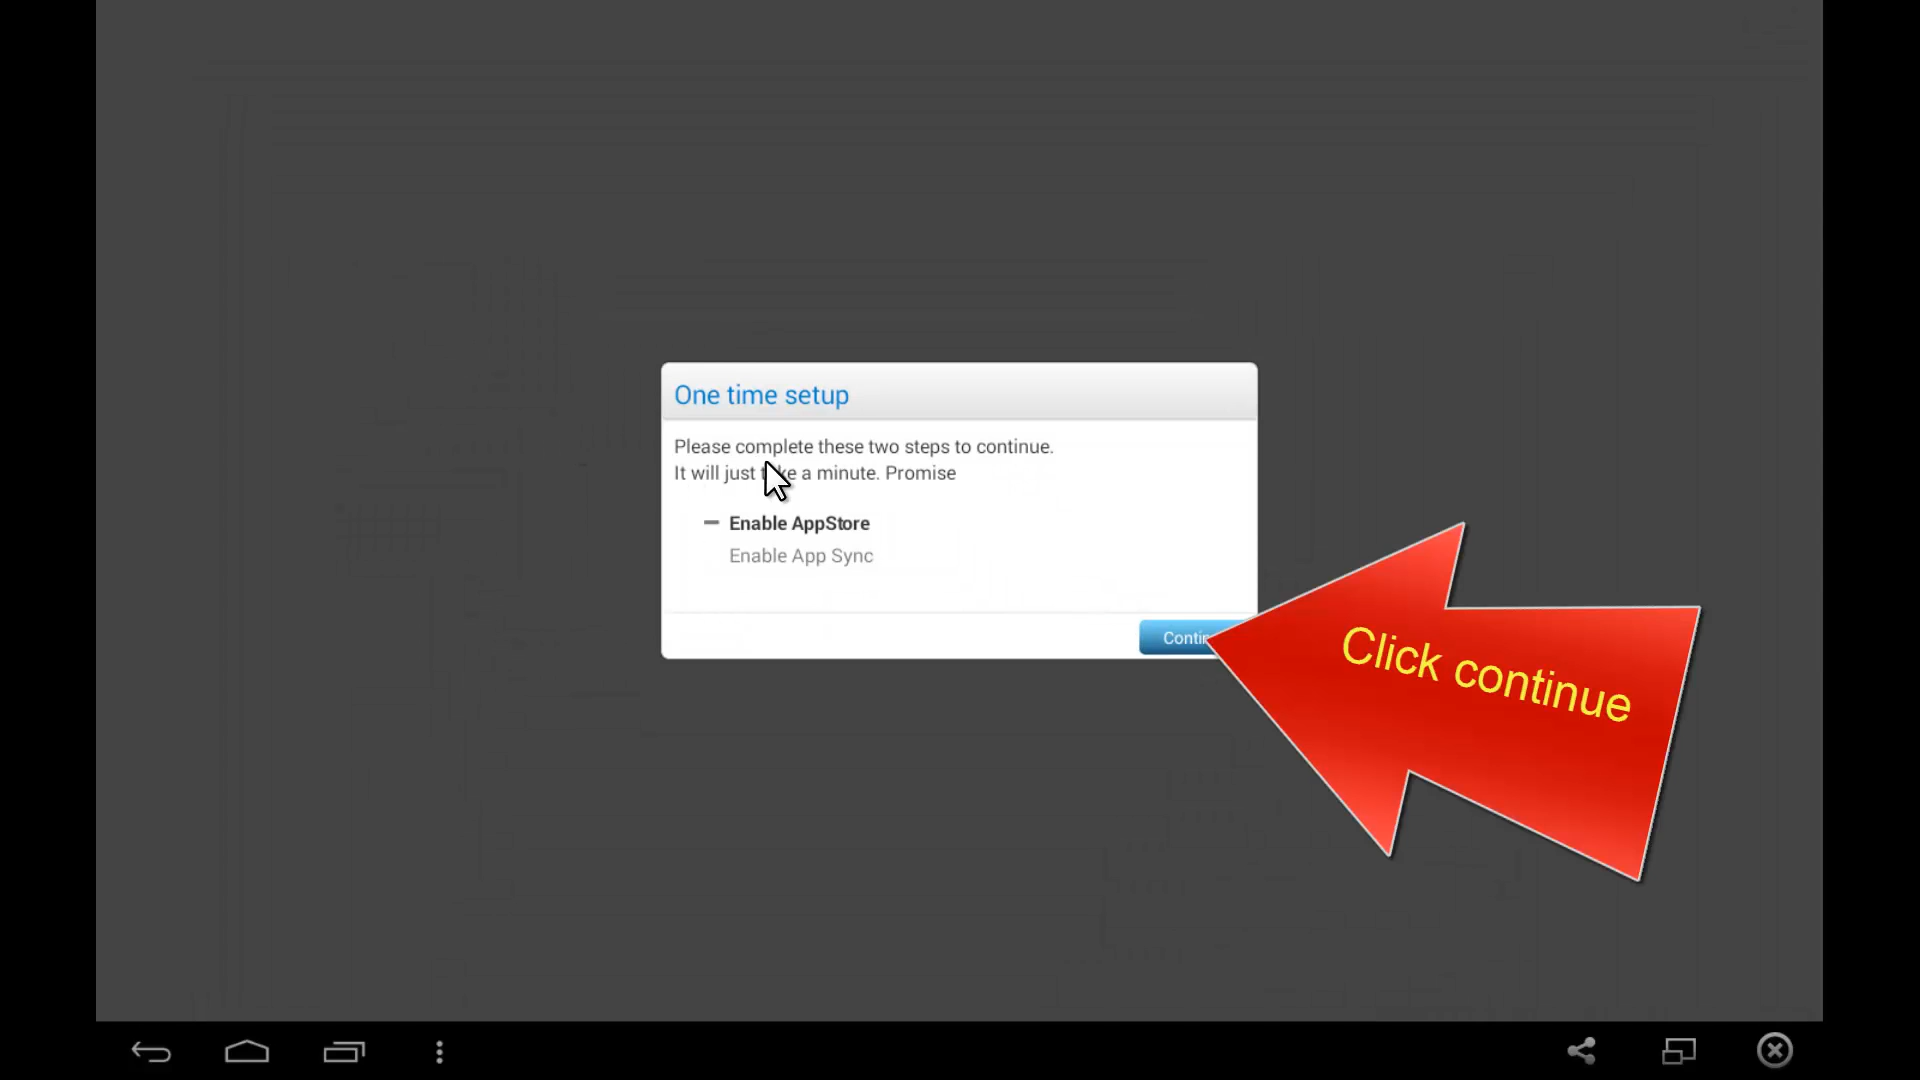 One time setup
Please complete these two steps to continue.
It will just a minute. Promise
Enable AppStore
Enable App Sync
Click continue